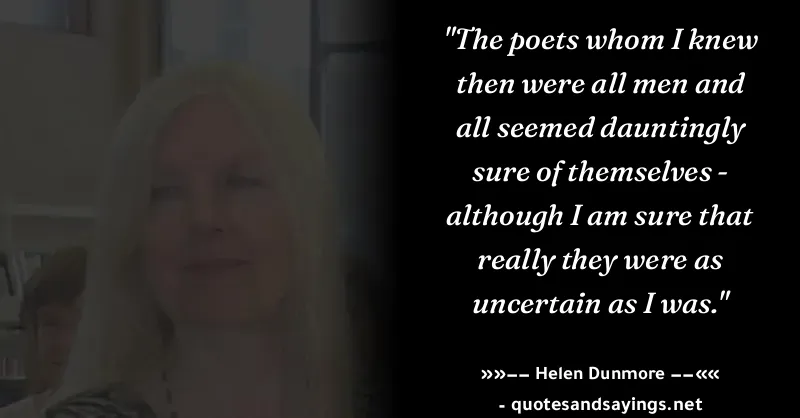 "The poets whom I knew
then were all men and
all seemed dauntingly
sure of themselves -
although I am sure that
really they were as
uncertain as I was."
»»−− Helen Dunmore −−««
- quotesandsayings.net